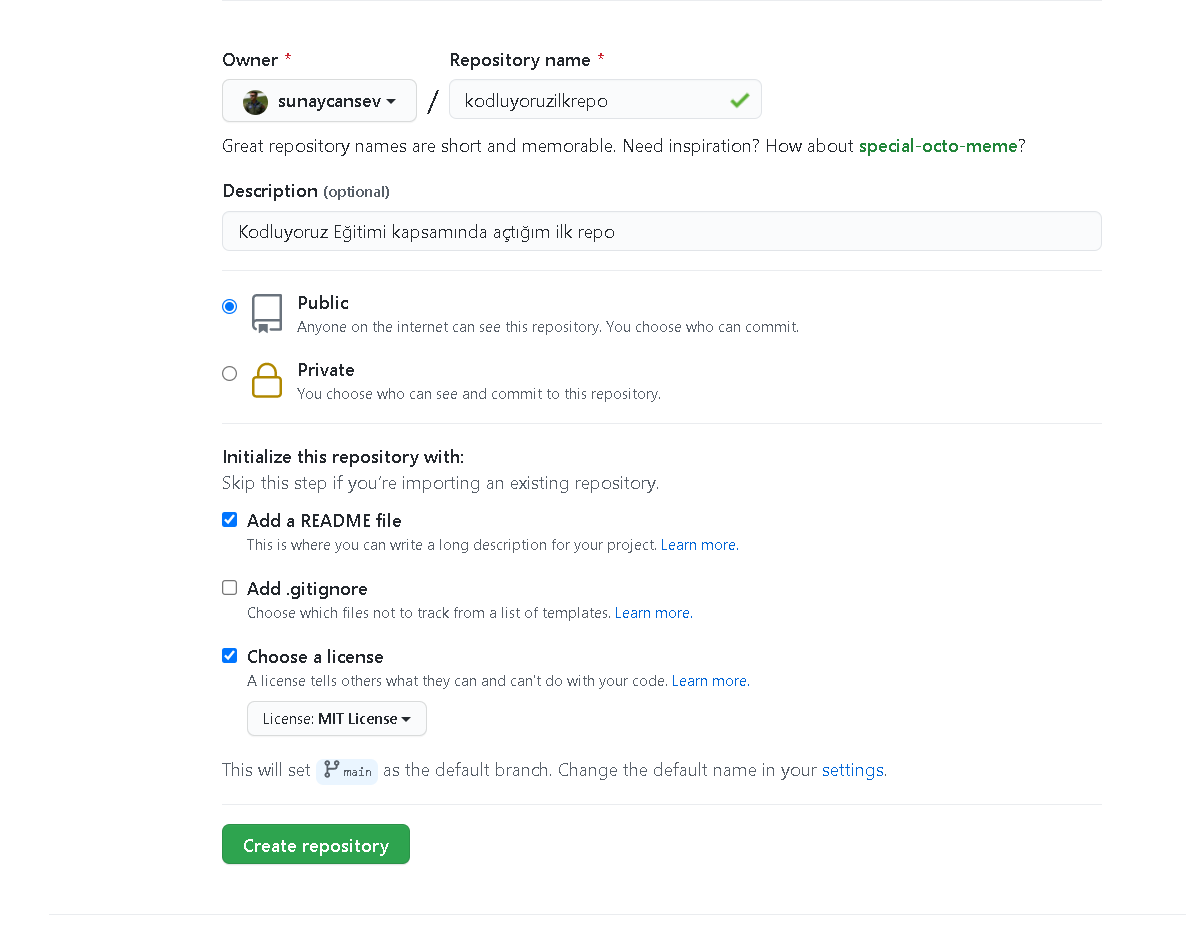 Owner * Repository name *
sunaycansev / kodluyoruzilkrepo
Great repository names are short and memorable. Need inspiration? How about special-octo-meme?
Description (optional)
Kodluyoruz Eğitimi kapsamında açtığım ilk repo
Public
Anyone on the internet can see this repository. You choose who can commit.
Private
You choose who can see and commit to this repository.
Initialize this repository with:
Skip this step if you’re importing an existing repository.
Add a README file
This is where you can write a long description for your project. Learn more.
Add .gitignore
Choose which files not to track from a list of templates. Learn more.
Choose a license
A license tells others what they can and can't do with your code. Learn more.
License: MIT License
This will set main as the default branch. Change the default name in your settings.
Create repository